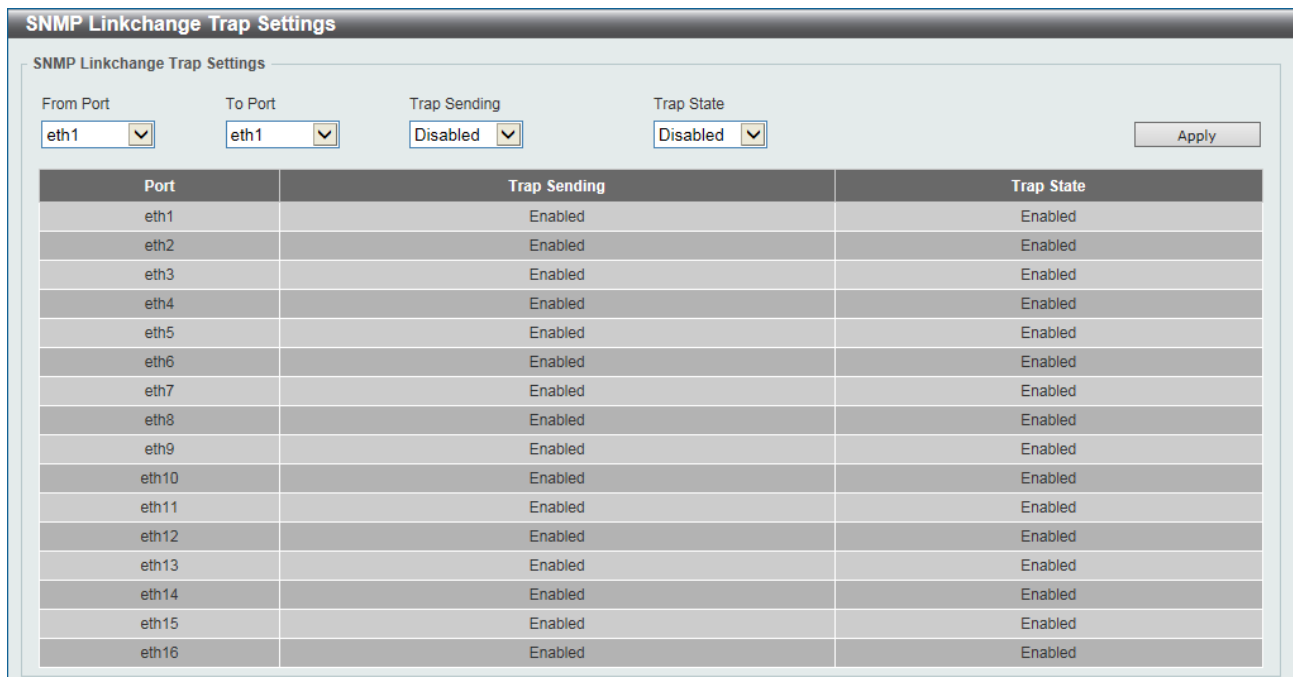 SNMP Linkchange Trap Settings
SNMP Linkchange Trap Settings
From Port To Port Trap Sending Trap State
eth1 eth1 Disabled Disabled Apply
Port Trap Sending Trap State
eth1 Enabled Enabled
eth2 Enabled Enabled
eth3 Enabled Enabled
eth4 Enabled Enabled
eth5 Enabled Enabled
eth6 Enabled Enabled
eth7 Enabled Enabled
eth8 Enabled Enabled
eth9 Enabled Enabled
eth10 Enabled Enabled
eth11 Enabled Enabled
eth12 Enabled Enabled
eth13 Enabled Enabled
eth14 Enabled Enabled
eth15 Enabled Enabled
eth16 Enabled Enabled